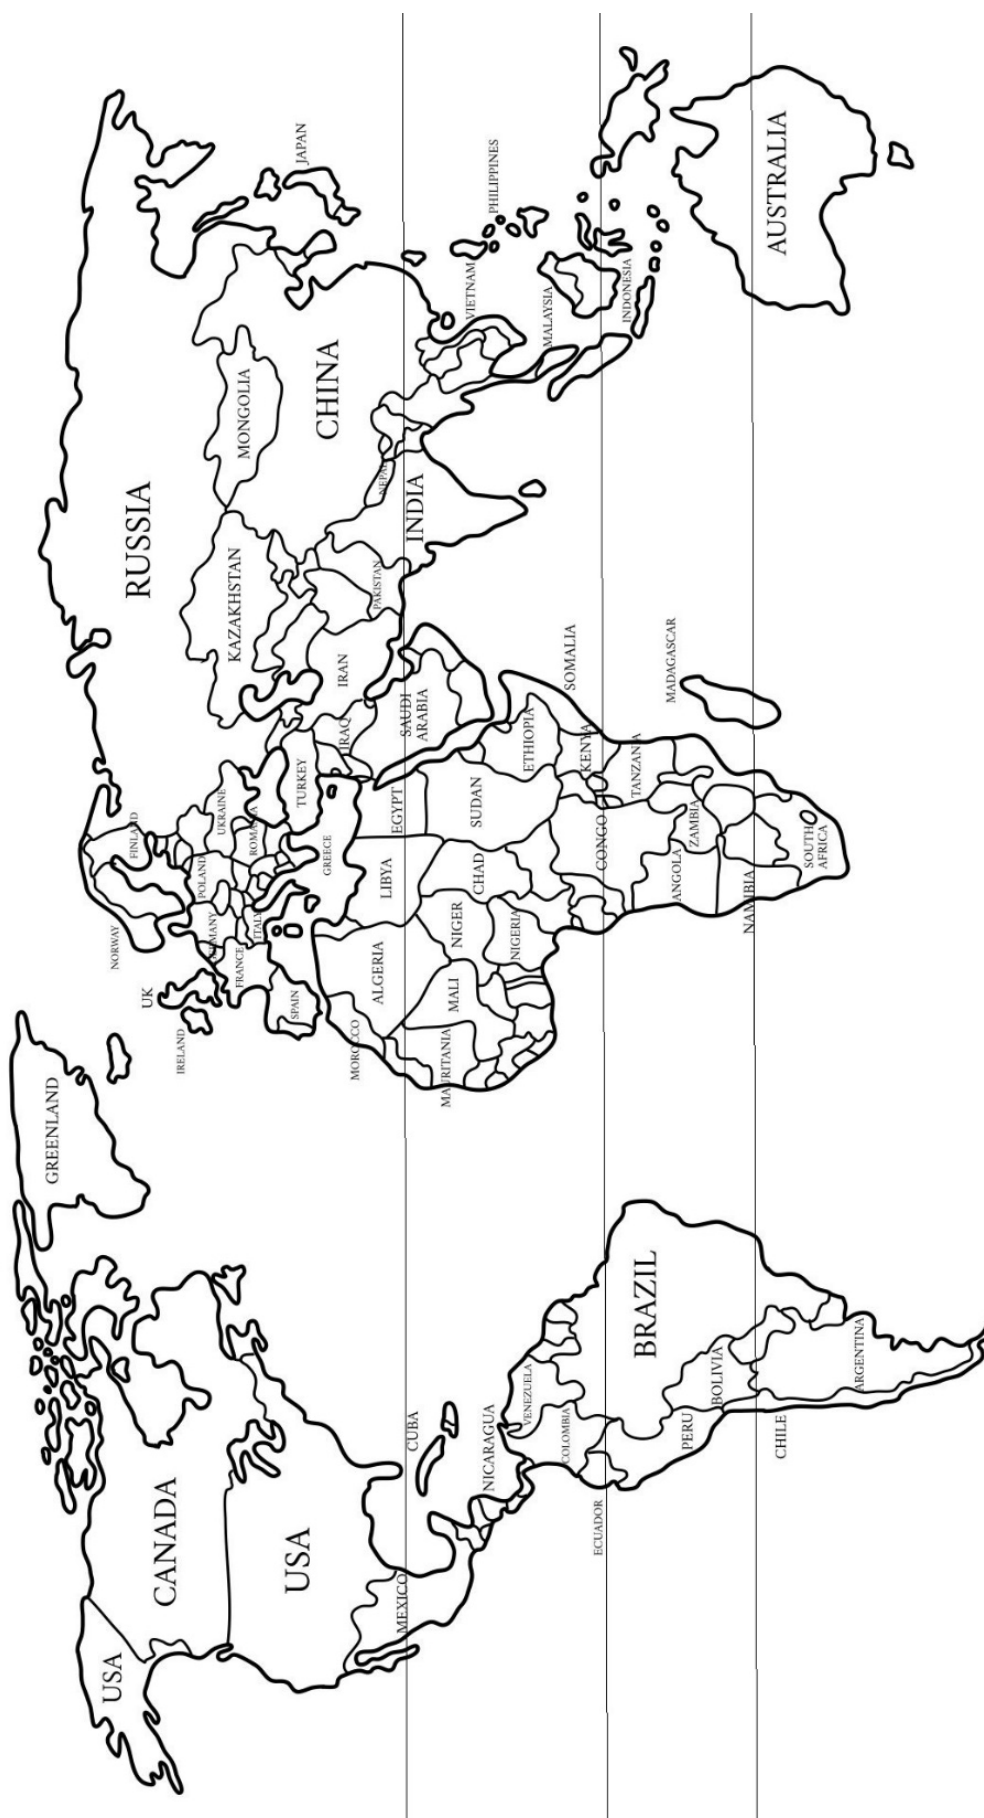 GREENLAND
USA
CANADA
USA
MEXICO
CUBA
NICARAGUA
VENEZUELA
COLOMBIA
ECUADOR
PERU
BRAZIL
BOLIVIA
CHILE
ARGENTINA
IRELAND
UK
NORWAY
FINLAND
GERMANY
POLAND
UKRAINE
FRANCE
ITALY
ROMANIA
SPAIN
GREECE
TURKEY
RUSSIA
KAZAKHSTAN
MONGOLIA
CHINA
JAPAN
IRAQ
IRAN
PAKISTAN
NEPAL
INDIA
SAUDI
ARABIA
VIETNAM
PHILIPPINES
MALAYSIA
INDONESIA
MOROCCO
ALGERIA
LIBYA
EGYPT
MAURITANIA
MALI
NIGER
CHAD
SUDAN
NIGERIA
ETHIOPIA
SOMALIA
CONGO
KENYA
TANZANIA
ANGOLA
ZAMBIA
NAMIBIA
SOUTH
AFRICA
MADAGASCAR
AUSTRALIA